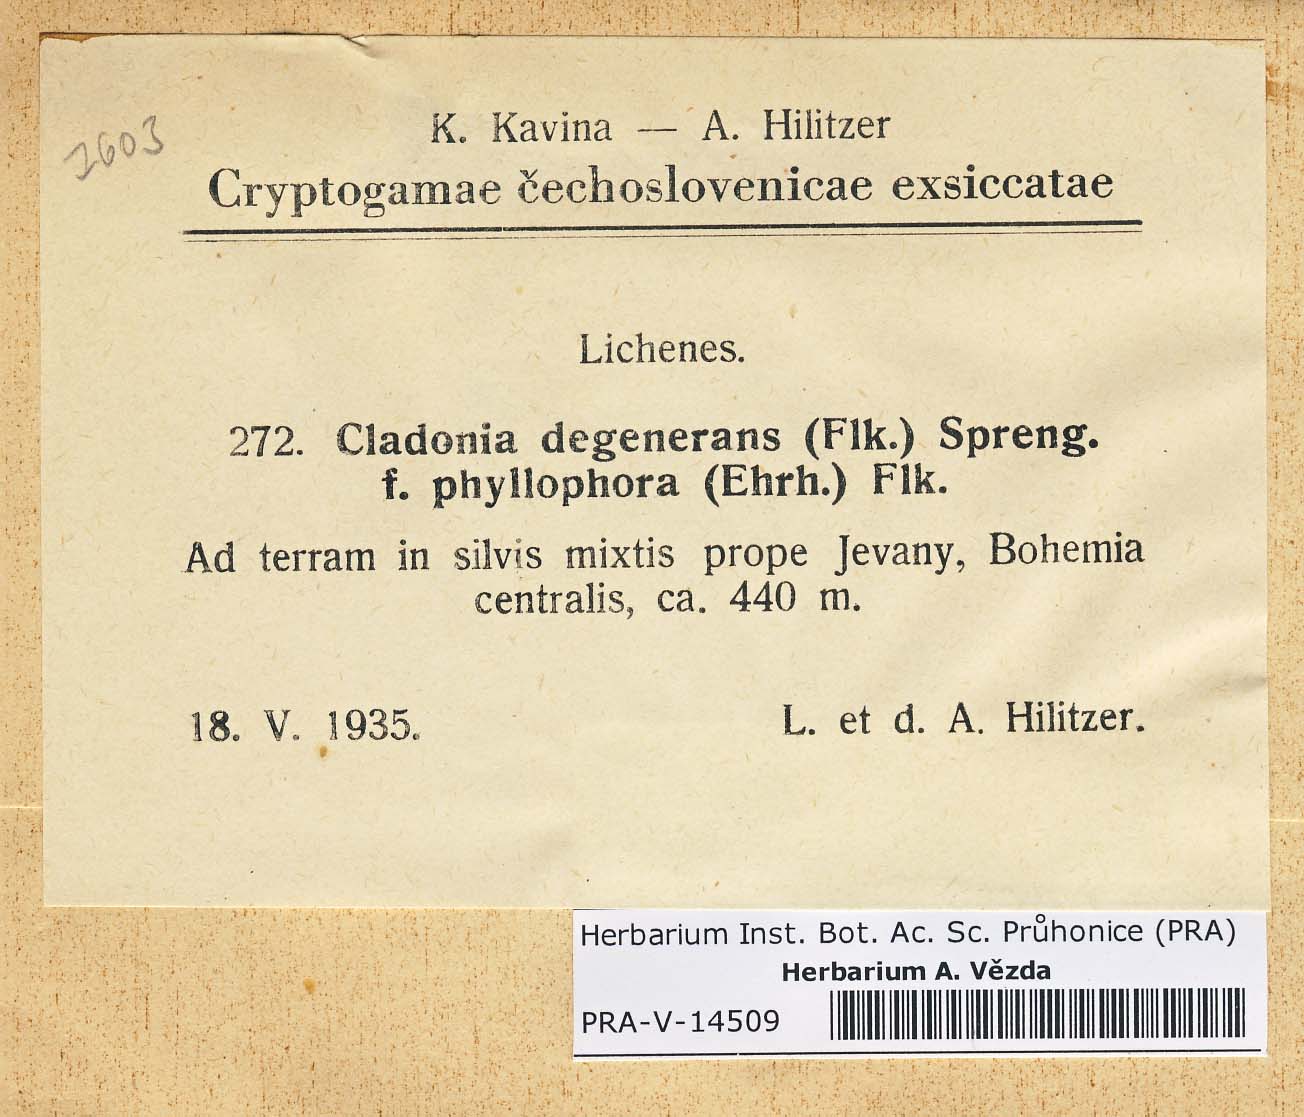 2603
K. Kavina — A. Hilitzer
Cryptogamae čechoslovenicae exsiccatae
Lichenes.
272. Cladonia degenerans (Flk.) Spreng.
f. phyllophora (Ehrh.) Flk.
Ad terram in silvis mixtis prope Jevany, Bohemia
centralis, ca. 440 m.
18. V. 1935. L. et d. A. Hilitzer.
Herbarium Inst. Bot. Ac. Sc. Průhonice (PRA)
Herbarium A. Vězda
PRA-V-14509